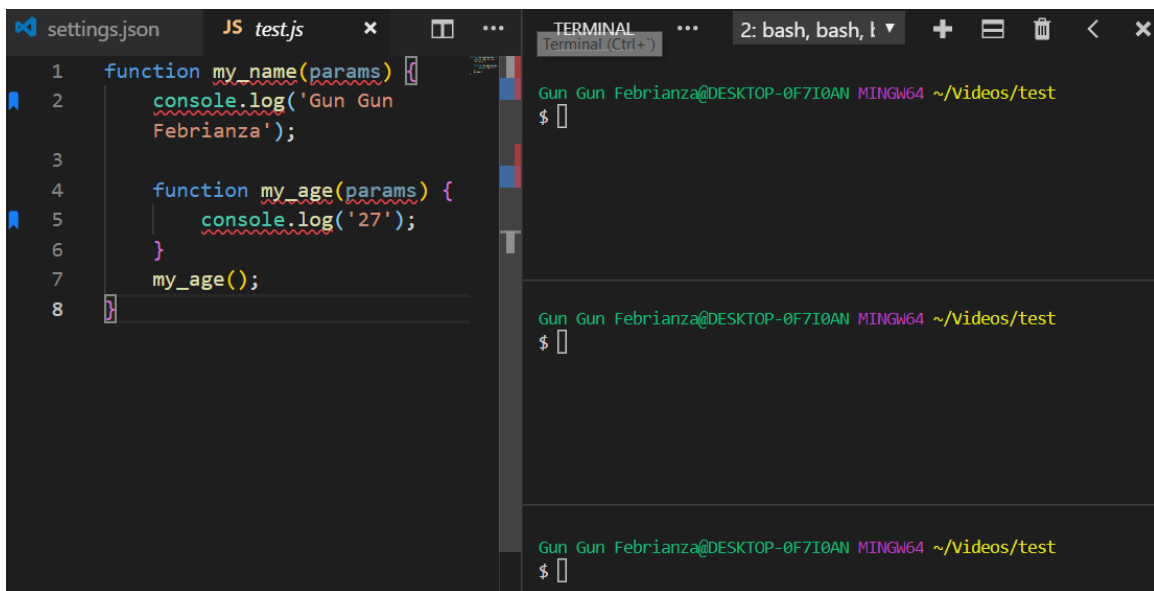 settings.json
JS test.js
1 function my_name(params) {
2 console.log('Gun Gun
Febrianza');
3
4 function my_age(params) {
5 console.log('27');
6 }
7 my_age();
8 }
TERMINAL
2: bash, bash, b
Terminal (Ctrl+`)
Gun Gun Febrianza@DESKTOP-0F7I0AN MINGW64 ~/Videos/test
$
Gun Gun Febrianza@DESKTOP-0F7I0AN MINGW64 ~/Videos/test
$
Gun Gun Febrianza@DESKTOP-0F7I0AN MINGW64 ~/Videos/test
$